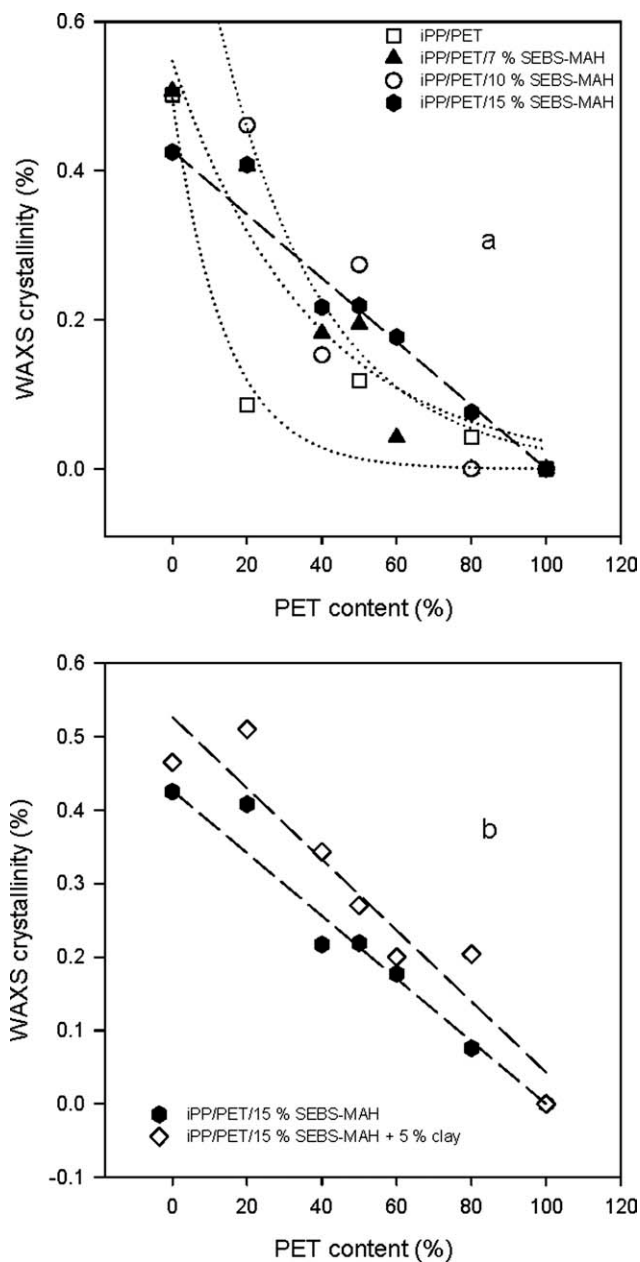 0.6
iPP/PET
iPP/PET/7 % SEBS-MAH
iPP/PET/10 % SEBS-MAH
iPP/PET/15 % SEBS-MAH
0.4
a
0.2
0.0
WAXS crystallinity (%)
0 20 40 60 80 100 120
PET content (%)
0.6
0.5
0.4
b
0.3
0.2
0.1
0.0
-0.1
WAXS crystallinity (%)
iPP/PET/15 % SEBS-MAH
iPP/PET/15 % SEBS-MAH + 5 % clay
0 20 40 60 80 100 120
PET content (%)